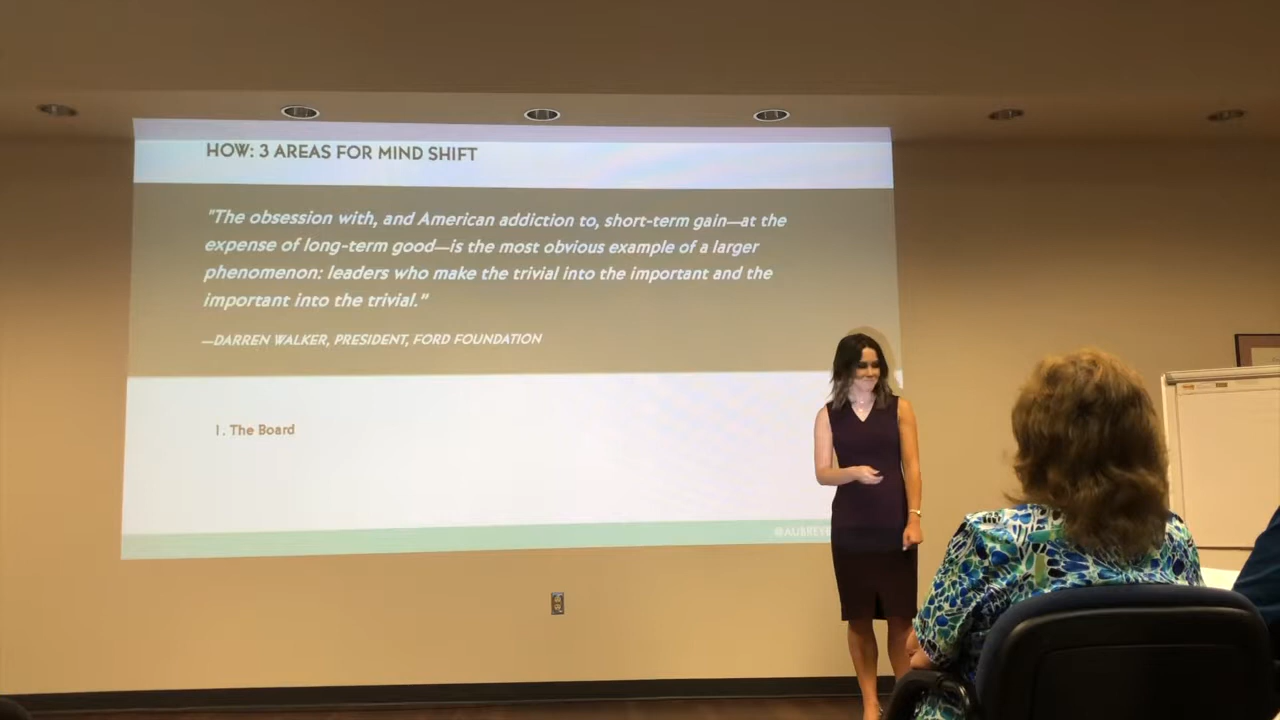 HOW: 3 AREAS FOR MIND SHIFT
"The obsession with, and American addiction to, short-term gain—at the
expense of long-term good—is the most obvious example of a larger
phenomenon: leaders who make the trivial into the important and the
important into the trivial."
—DARREN WALKER, PRESIDENT, FORD FOUNDATION
1. The Board